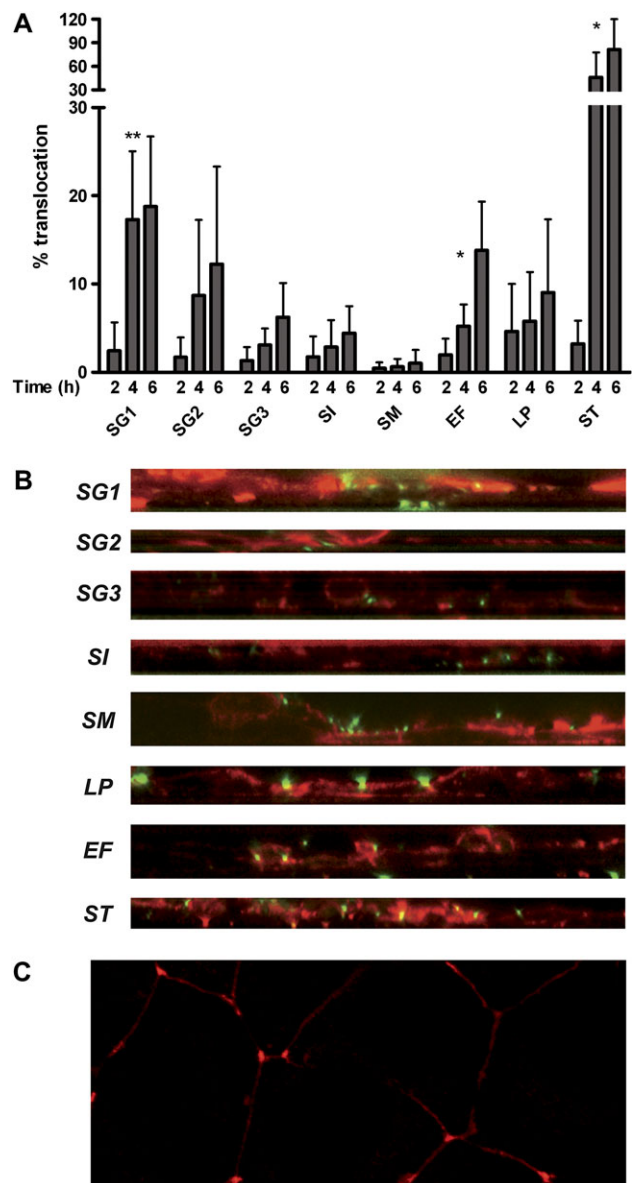 A
120
90
60
30
30
20
10
0
% translocation
**
*
*
Time (h) 2 4 6 2 4 6 2 4 6 2 4 6 2 4 6 2 4 6 2 4 6 2 4 6
SG1 SG2 SG3 SI SM EF LP ST
B
SG1
SG2
SG3
SI
SM
LP
EF
ST
C